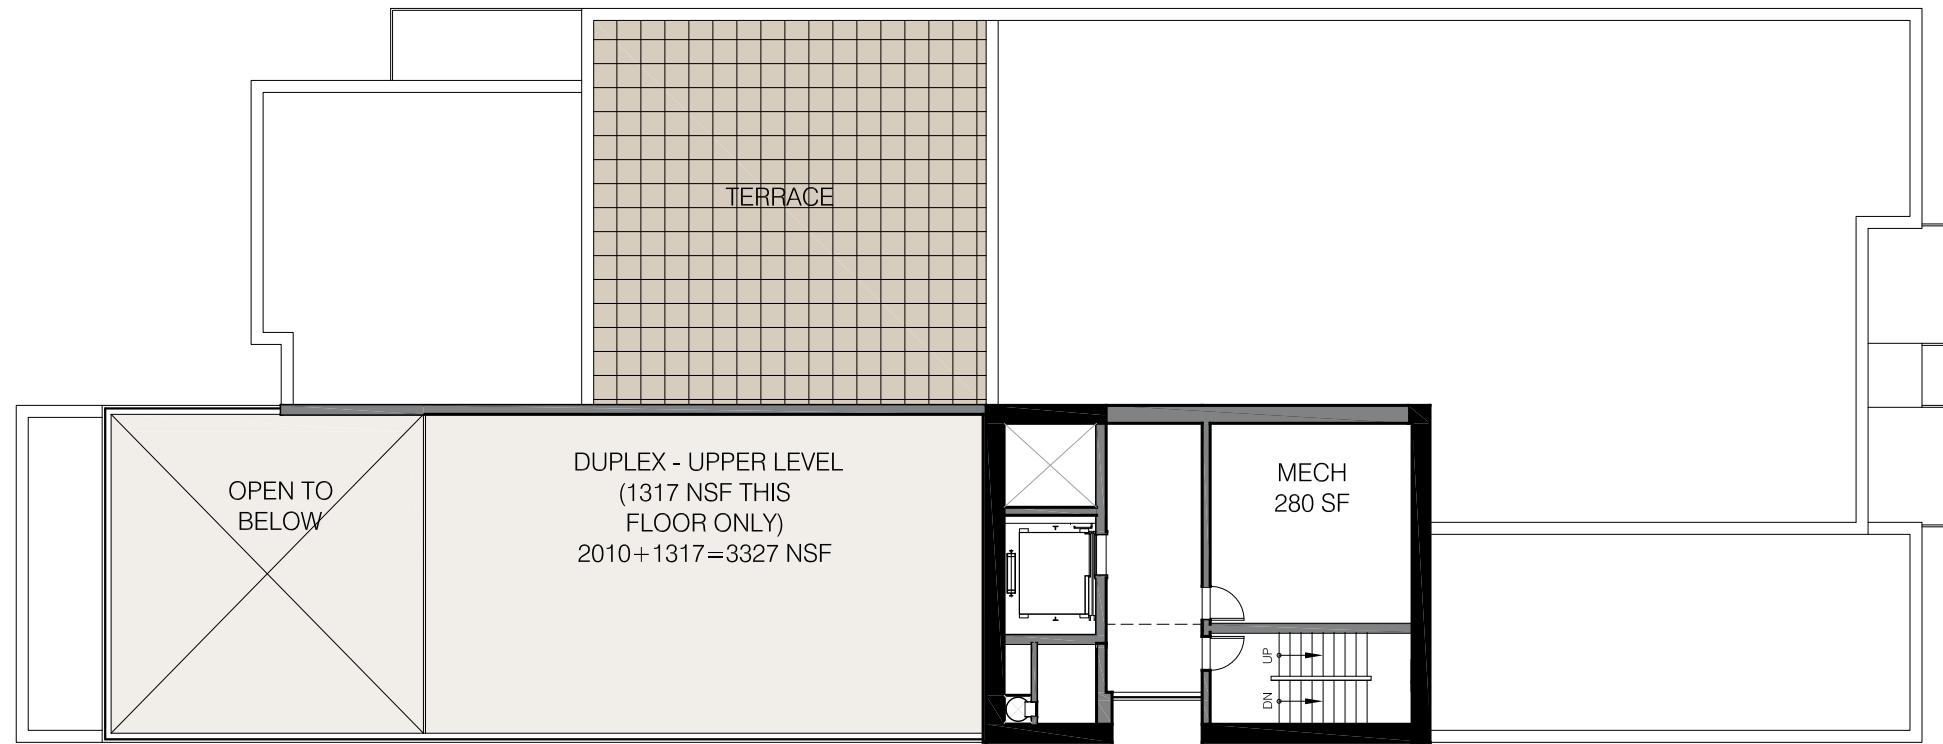 TERRACE
OPEN TO
BELOW
DUPLEX - UPPER LEVEL
(1317 NSF THIS
FLOOR ONLY)
2010+1317=3327 NSF
MECH
280 SF
UP
DN